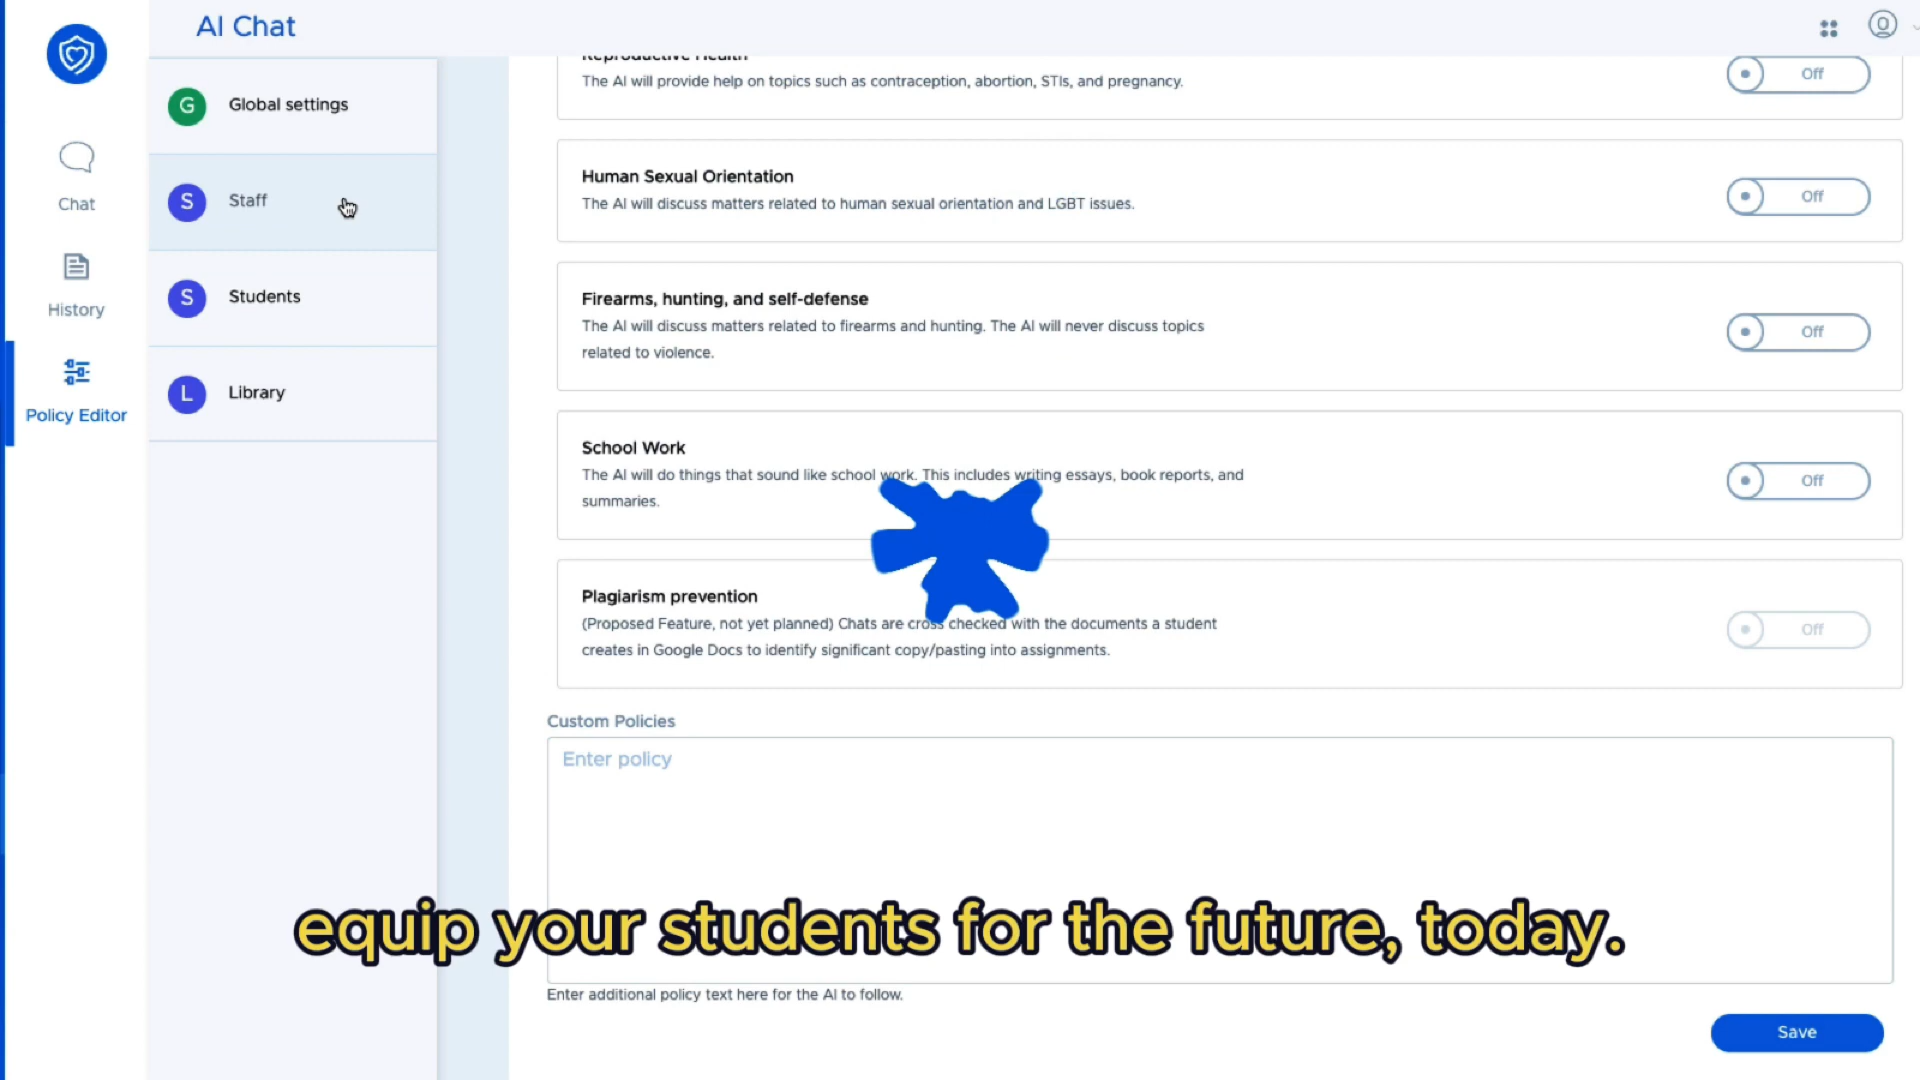 AI Chat
Chat
History
Policy Editor
G Global settings
S Staff
S Students
L Library
Reproductive Health
The AI will provide help on topics such as contraception, abortion, STIs, and pregnancy.
Off
Human Sexual Orientation
The AI will discuss matters related to human sexual orientation and LGBT issues.
Off
Firearms, hunting, and self-defense
The AI will discuss matters related to firearms and hunting. The AI will never discuss topics
related to violence.
Off
School Work
The AI will do things that sound like school work. This includes writing essays, book reports, and
summaries.
Off
Plagiarism prevention
(Proposed Feature, not yet planned) Chats are cross checked with the documents a student
creates in Google Docs to identify significant copy/pasting into assignments.
Off
Custom Policies
Enter policy
equip your students for the future, today.
Enter additional policy text here for the AI to follow.
Save